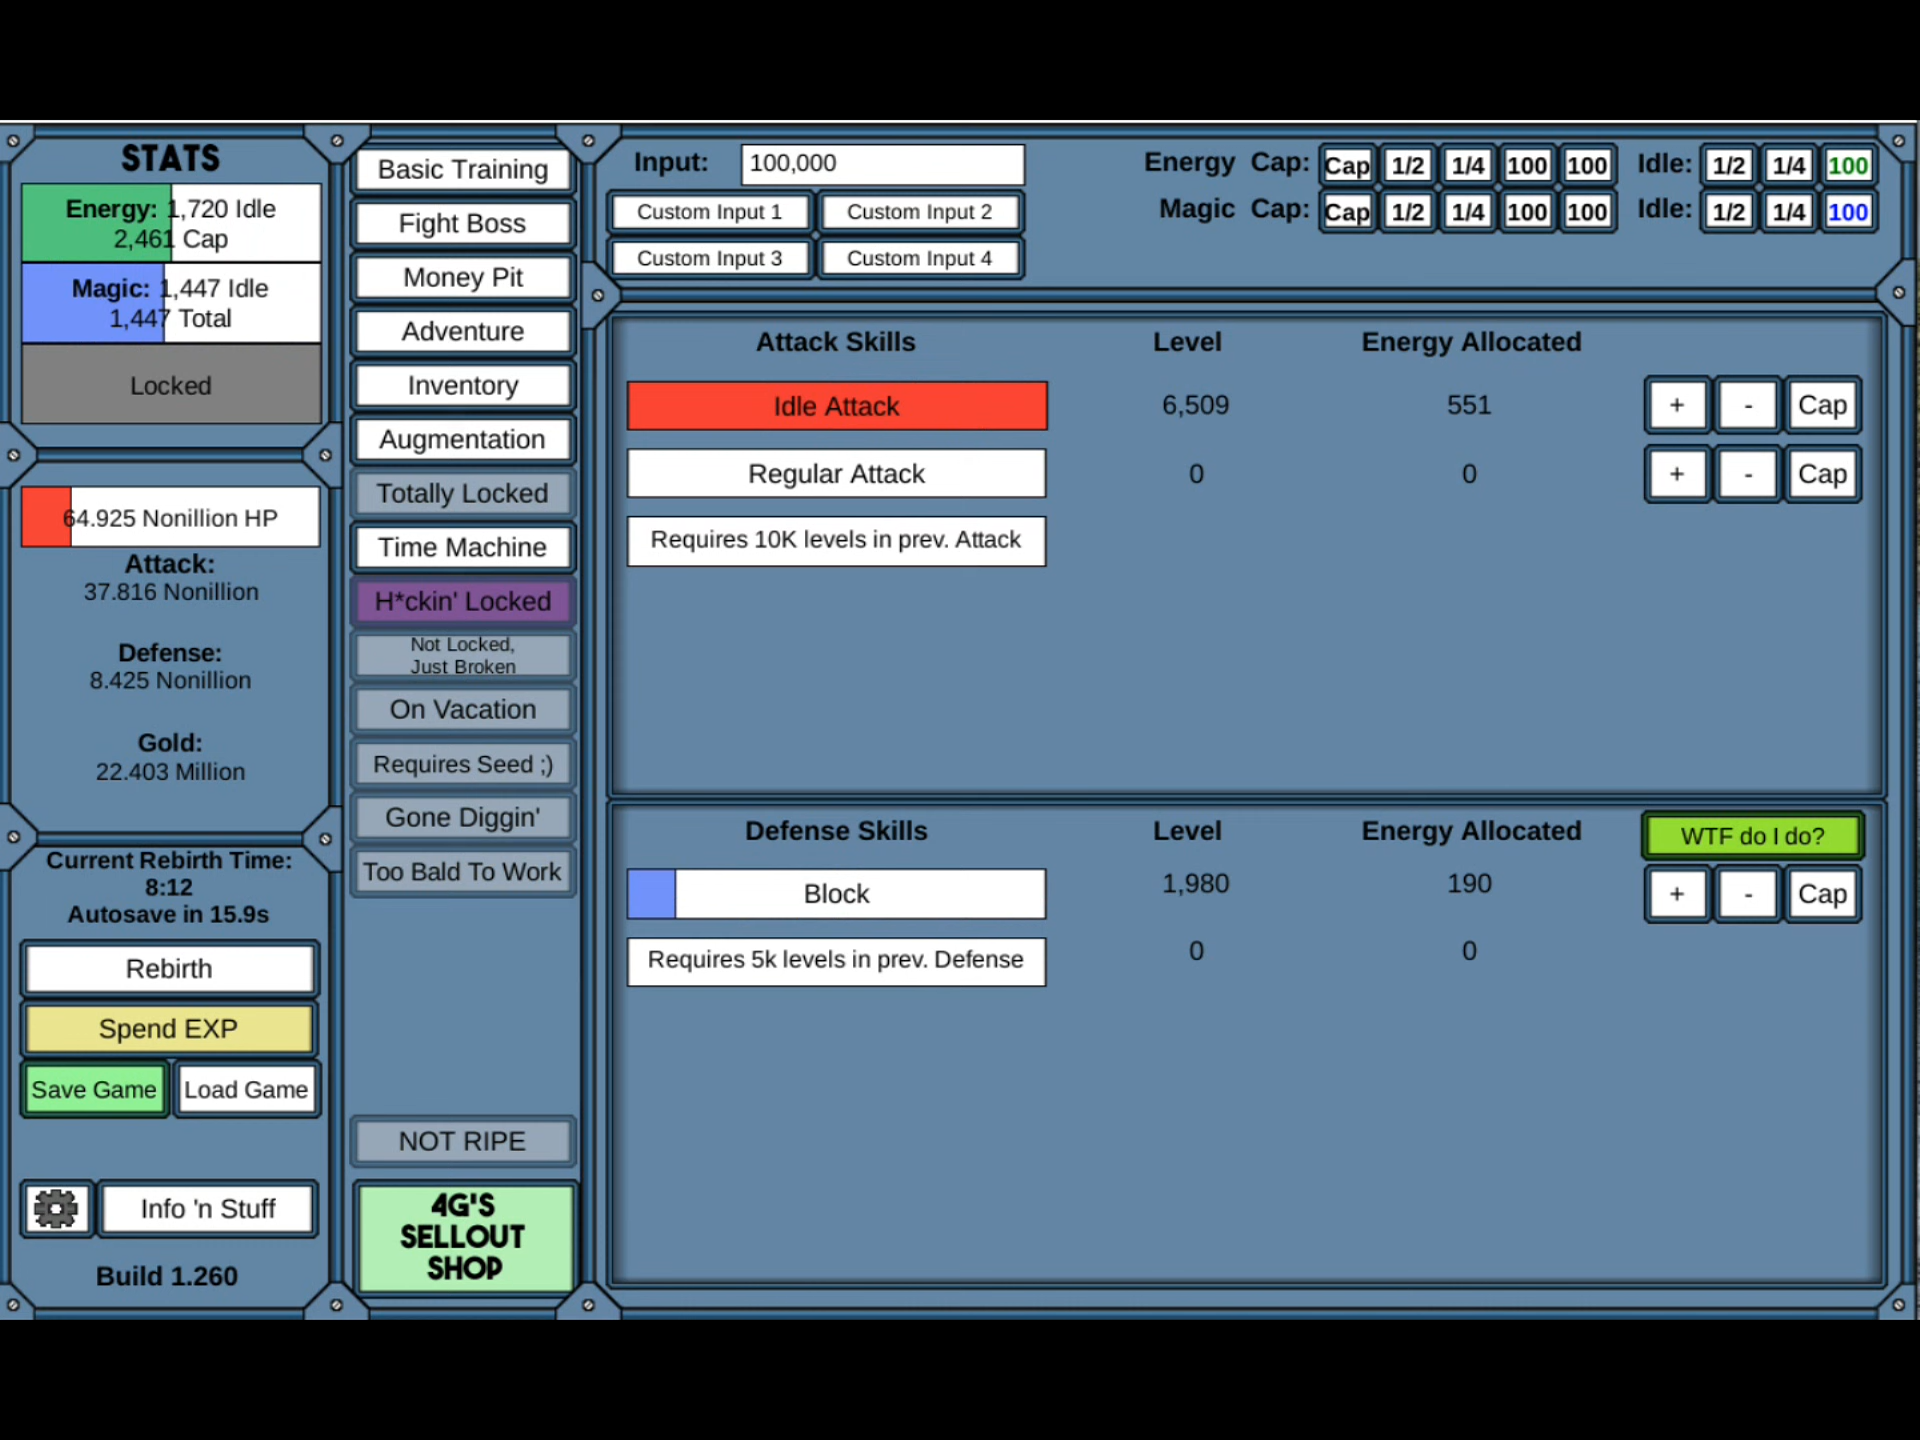 STATS
Energy: 1,720 Idle
2,461 Cap
Magic: 1,447 Idle
1,447 Total
Locked
64.925 Nonillion HP
Attack:
37.816 Nonillion
Defense:
8.425 Nonillion
Gold:
22.403 Million
Current Rebirth Time:
8:12
Autosave in 15.9s
Rebirth
Spend EXP
Save Game Load Game
Info 'n Stuff
Build 1.260
Basic Training
Fight Boss
Money Pit
Adventure
Inventory
Augmentation
Totally Locked
Time Machine
H*ckin' Locked
Not Locked,
Just Broken
On Vacation
Requires Seed ;)
Gone Diggin'
Too Bald To Work
NOT RIPE
4G'S
SELLOUT
SHOP
Input: 100,000
Custom Input 1 Custom Input 2
Custom Input 3 Custom Input 4
Energy Cap: Cap 1/2 1/4 100 100 Idle: 1/2 1/4 100
Magic Cap: Cap 1/2 1/4 100 100 Idle: 1/2 1/4 100
Attack Skills Level Energy Allocated
Idle Attack 6,509 551 + - Cap
Regular Attack 0 0 + - Cap
Requires 10K levels in prev. Attack
Defense Skills Level Energy Allocated WTF do I do?
Block 1,980 190 + - Cap
Requires 5k levels in prev. Defense 0 0